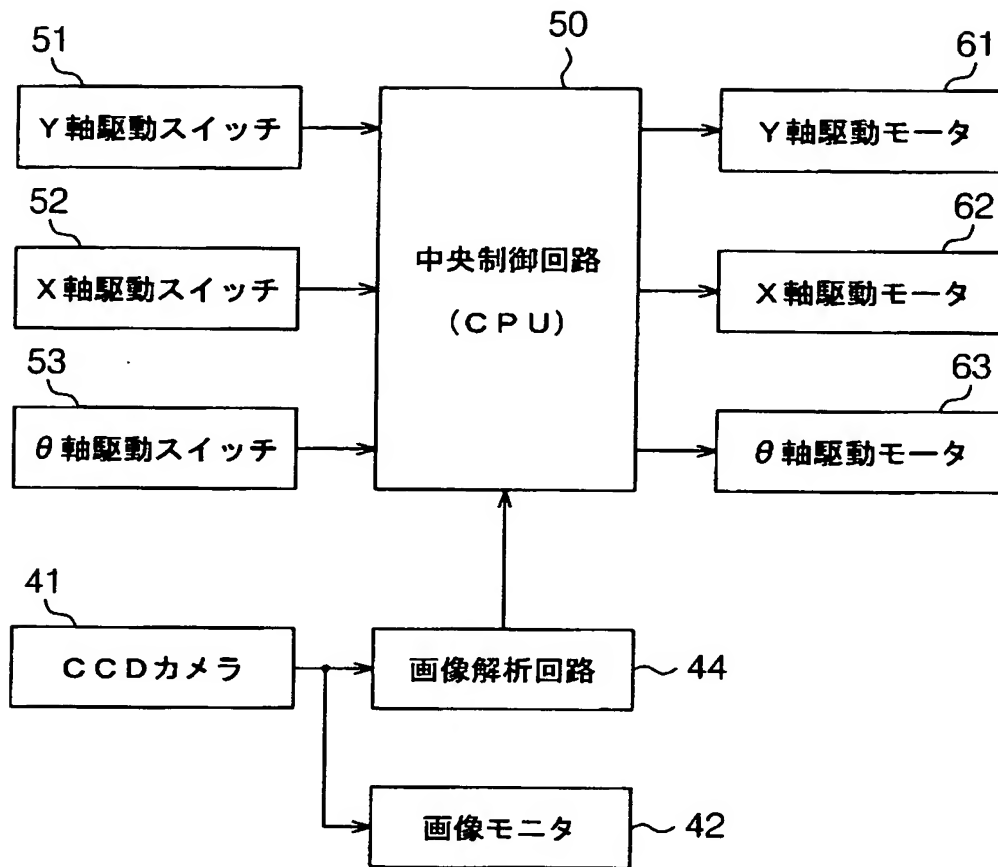 50
51
61
Y軸駆動スイッチ
Y軸駆動モータ
52
62
X軸駆動スイッチ
中央制御回路
(CPU)
X軸駆動モータ
53
63
θ軸駆動スイッチ
θ軸駆動モータ
41
CCDカメラ
画像解析回路
44
画像モニタ
42